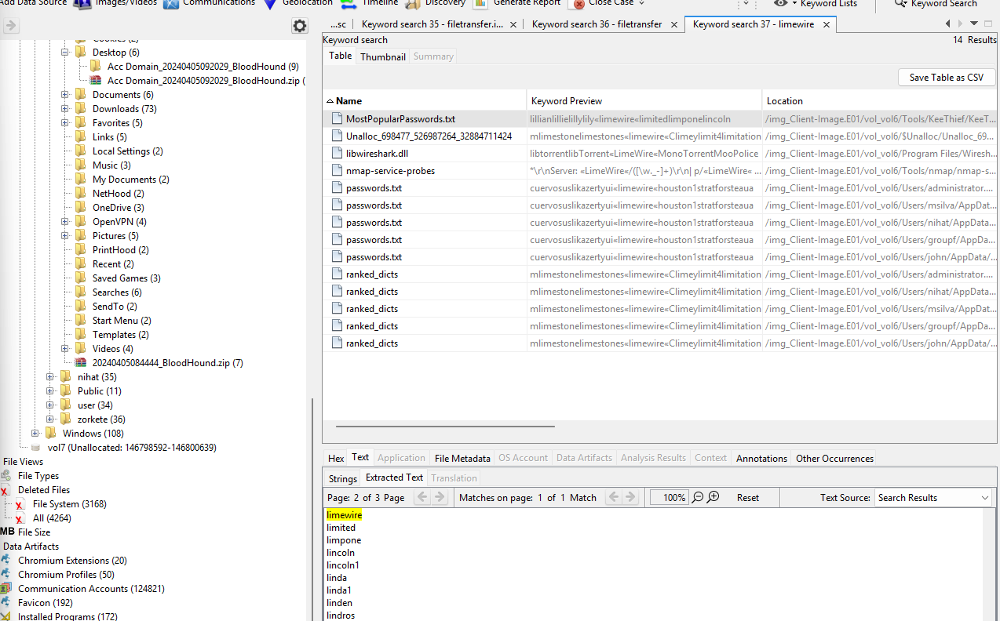 Add Data Source Images/Videos Communications Geolocation Timeline Discovery Generate Report Close Case Keyword Lists Keyword Search
...sc Keyword search 35 - filetransfer.i... × Keyword search 36 - filetransfer × Keyword search 37 - limewire ×
Keyword search 14 Results
Table Thumbnail Summary
Save Table as CSV
Name Keyword Preview Location
MostPopularPasswords.txt lillianlillielillylily«limewire«limitedlimponelincoln /img_Client-Image.E01/vol_vol6/Tools/KeeThief/KeeT...
Unalloc_698477_526987264_32884711424 mlimestonelimestones«limewire«Climeylimit4limitation /img_Client-Image.E01/vol_vol6/$Unalloc/Unalloc_69...
libwireshark.dll libtorrentlibTorrent«LimeWire«MonoTorrentMooPolice /img_Client-Image.E01/vol_vol6/Program Files/Wiresh...
nmap-service-probes *\r\nServer: «LimeWire«/([\w._-]+)\r\n| p/«LimeWire« ... /img_Client-Image.E01/vol_vol6/Tools/nmap/nmap-s...
passwords.txt cuervosuslikazertyui«limewire«houston1stratforsteaua /img_Client-Image.E01/vol_vol6/Users/administrator....
passwords.txt cuervosuslikazertyui«limewire«houston1stratforsteaua /img_Client-Image.E01/vol_vol6/Users/msilva/AppData...
passwords.txt cuervosuslikazertyui«limewire«houston1stratforsteaua /img_Client-Image.E01/vol_vol6/Users/nihat/AppData...
passwords.txt cuervosuslikazertyui«limewire«houston1stratforsteaua /img_Client-Image.E01/vol_vol6/Users/groupf/AppDa...
passwords.txt cuervosuslikazertyui«limewire«houston1stratforsteaua /img_Client-Image.E01/vol_vol6/Users/john/AppData/...
ranked_dicts mlimestonelimestones«limewire«Climeylimit4limitation /img_Client-Image.E01/vol_vol6/Users/administrator....
ranked_dicts mlimestonelimestones«limewire«Climeylimit4limitation /img_Client-Image.E01/vol_vol6/Users/nihat/AppData...
ranked_dicts mlimestonelimestones«limewire«Climeylimit4limitation /img_Client-Image.E01/vol_vol6/Users/msilva/AppData...
ranked_dicts mlimestonelimestones«limewire«Climeylimit4limitation /img_Client-Image.E01/vol_vol6/Users/groupf/AppDa...
ranked_dicts mlimestonelimestones«limewire«Climeylimit4limitation /img_Client-Image.E01/vol_vol6/Users/john/AppData/...
Cookies (2)
Desktop (6)
Acc Domain_20240405092029_BloodHound (9)
Acc Domain_20240405092029_BloodHound.zip (
Documents (6)
Downloads (73)
Favorites (5)
Links (5)
Local Settings (2)
Music (3)
My Documents (2)
NetHood (2)
OneDrive (3)
OpenVPN (4)
Pictures (5)
PrintHood (2)
Recent (2)
Saved Games (3)
Searches (6)
SendTo (2)
Start Menu (2)
Templates (2)
Videos (4)
20240405084444_BloodHound.zip (7)
nihat (35)
Public (11)
user (34)
zorkete (36)
Windows (108)
vol7 (Unallocated: 146798592-146800639)
File Views
File Types
Deleted Files
File System (3168)
All (4264)
MB File Size
Data Artifacts
Chromium Extensions (20)
Chromium Profiles (50)
Communication Accounts (124821)
Favicon (192)
Installed Programs (172)
Hex Text Application File Metadata OS Account Data Artifacts Analysis Results Context Annotations Other Occurrences
Strings Extracted Text Translation
Page: 2 of 3 Page Matches on page: 1 of 1 Match 100% Reset Text Source: Search Results
limewire
limited
limpone
lincoln
lincoln1
linda
linda1
linden
lindros